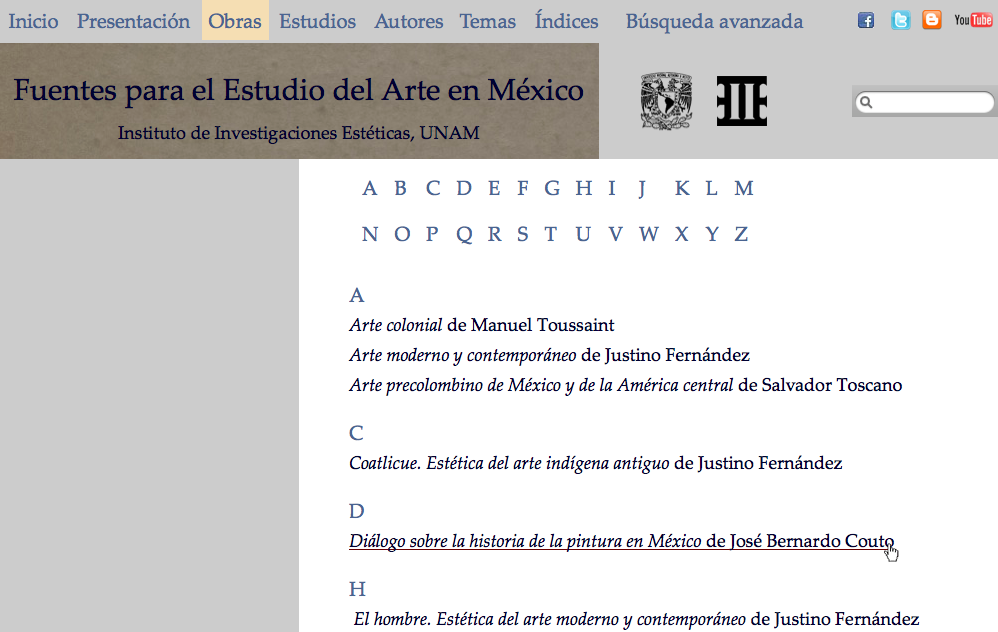 Inicio Presentación Obras Estudios Autores Temas Índices Búsqueda avanzada
You Tube
Fuentes para el Estudio del Arte en México
Instituto de Investigaciones Estéticas, UNAM
A B C D E F G H I J K L M
N O P Q R S T U V W X Y Z
A
Arte colonial de Manuel Toussaint
Arte moderno y contemporáneo de Justino Fernández
Arte precolombino de México y de la América central de Salvador Toscano
C
Coatlicue. Estética del arte indígena antiguo de Justino Fernández
D
Diálogo sobre la historia de la pintura en México de José Bernardo Couto
H
El hombre. Estética del arte moderno y contemporáneo de Justino Fernández